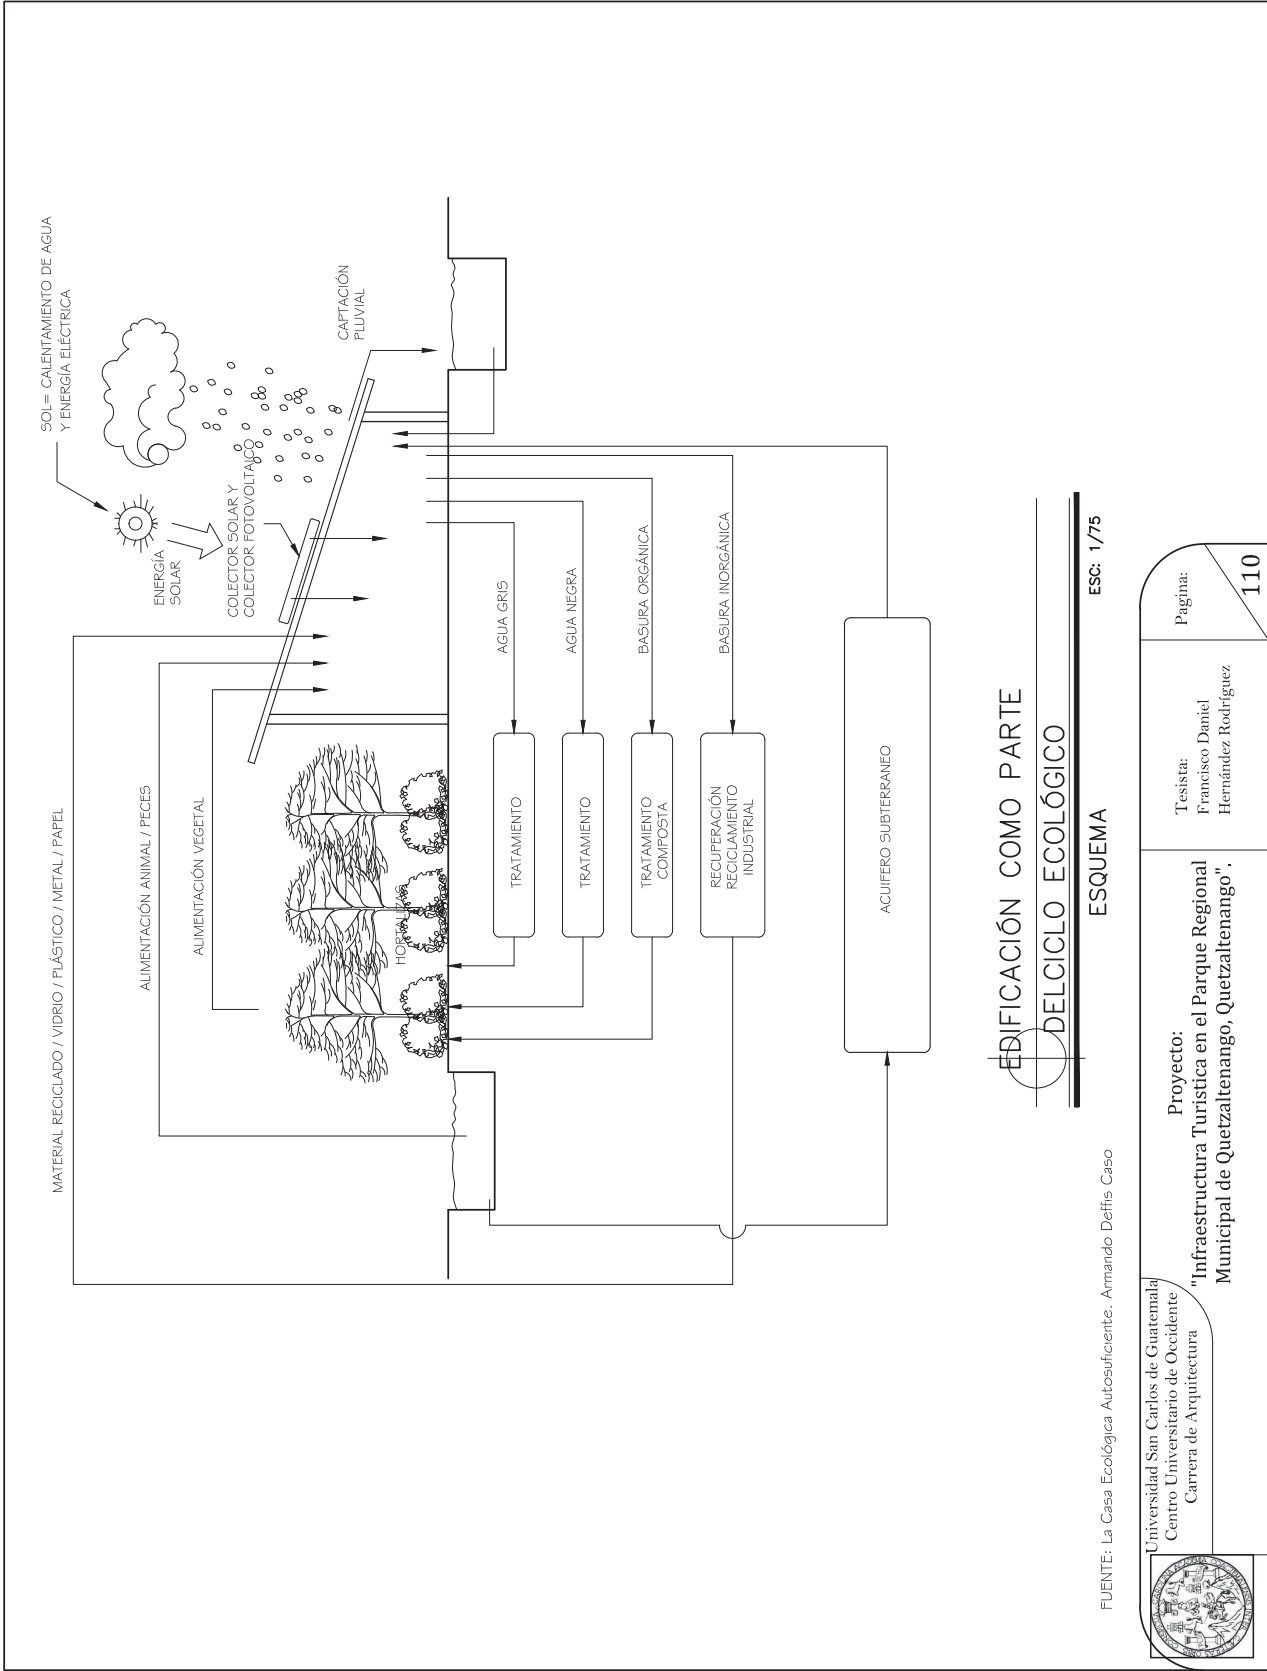 MATERIAL RECICLADO / VIDRIO / PLÁSTICO / METAL / PAPEL
ALIMENTACIÓN ANIMAL / PECES
ALIMENTACIÓN VEGETAL
HORTALIZAS
SOL= CALENTAMIENTO DE AGUA
Y ENERGÍA ELÉCTRICA
ENERGÍA
SOLAR
COLECTOR SOLAR Y
COLECTOR FOTOVOLTAICO
CAPTACIÓN
PLUVIAL
AGUA GRIS
TRATAMIENTO
AGUA NEGRA
TRATAMIENTO
BASURA ORGÁNICA
TRATAMIENTO
COMPOSTA
BASURA INORGÁNICA
RECUPERACIÓN
RECICLAMIENTO
INDUSTRIAL
ACUIFERO SUBTERRANEO
EDIFICACIÓN COMO PARTE
DELCICLO ECOLÓGICO
ESQUEMA
ESC: 1/75
FUENTE: La Casa Ecológica Autosuficiente. Armando Deffis Caso
Universidad San Carlos de Guatemala
Centro Universitario de Occidente
Carrera de Arquitectura
Proyecto:
"Infraestructura Turistica en el Parque Regional
Municipal de Quetzaltenango, Quetzaltenango".
Tesista:
Francisco Daniel
Hernández Rodríguez
Pagina:
110